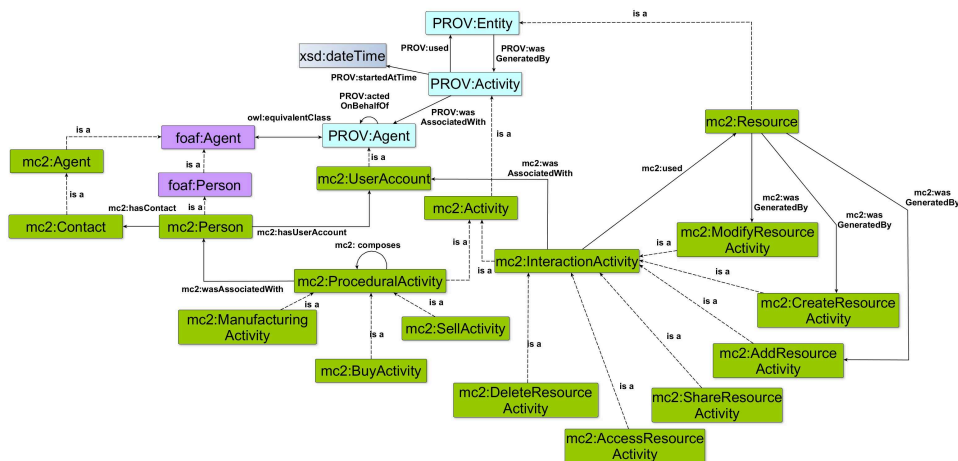 is a
PROV:Entity
PROV:used
PROV:was
GeneratedBy
xsd:dateTime
PROV:startedAtTime
PROV:Activity
PROV:acted
OnBehalfOf
PROV:was
AssociatedWith
owl:equivalentClass
is a
foaf:Agent
PROV:Agent
mc2:Resource
is a
mc2:Agent
is a
is a
is a
mc2:was
AssociatedWith
mc2:used
foaf:Person
mc2:UserAccount
is a
is a
mc2:hasContact
mc2:Activity
mc2:was
GeneratedBy
mc2:was
GeneratedBy
mc2:was
GeneratedBy
mc2:Contact
mc2:Person
mc2:hasUserAccount
mc2:ModifyResource
Activity
mc2: composes
is a
is a
is a
mc2:InteractionActivity
mc2:wasAssociatedWith
mc2:ProceduralActivity
is a
is a
is a
is a
mc2:CreateResource
Activity
mc2:Manufacturing
Activity
mc2:SellActivity
is a
is a
is a
mc2:BuyActivity
mc2:AddResource
Activity
is a
is a
mc2:DeleteResource
Activity
mc2:ShareResource
Activity
mc2:AccessResource
Activity